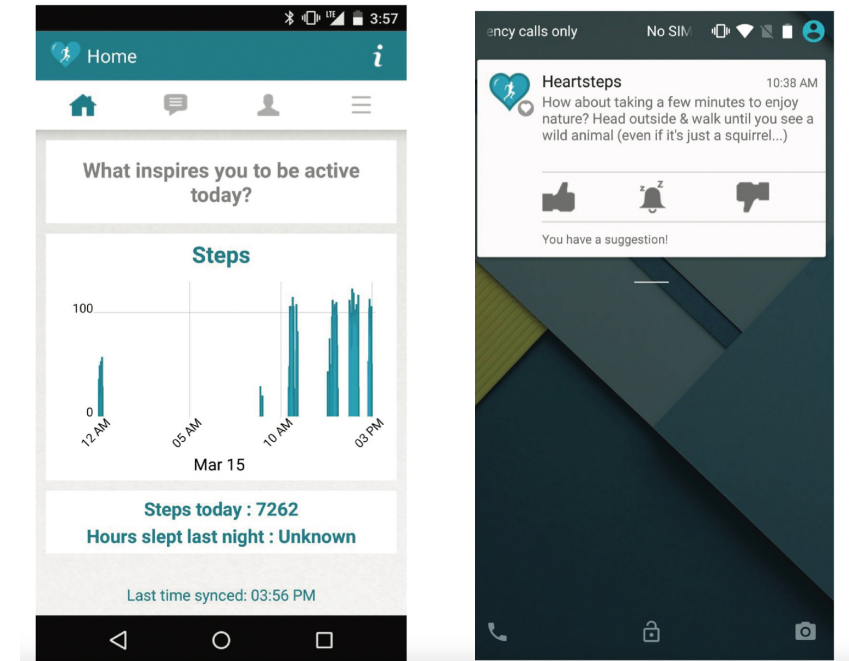 LTE 3:57
Home
What inspires you to be active
today?
Steps
100
0
12 AM
05 AM
10 AM
03 PM
Mar 15
Steps today : 7262
Hours slept last night : Unknown
Last time synced: 03:56 PM
ency calls only No SIM
Heartsteps 10:38 AM
How about taking a few minutes to enjoy
nature? Head outside & walk until you see a
wild animal (even if it's just a squirrel...)
z z
You have a suggestion!